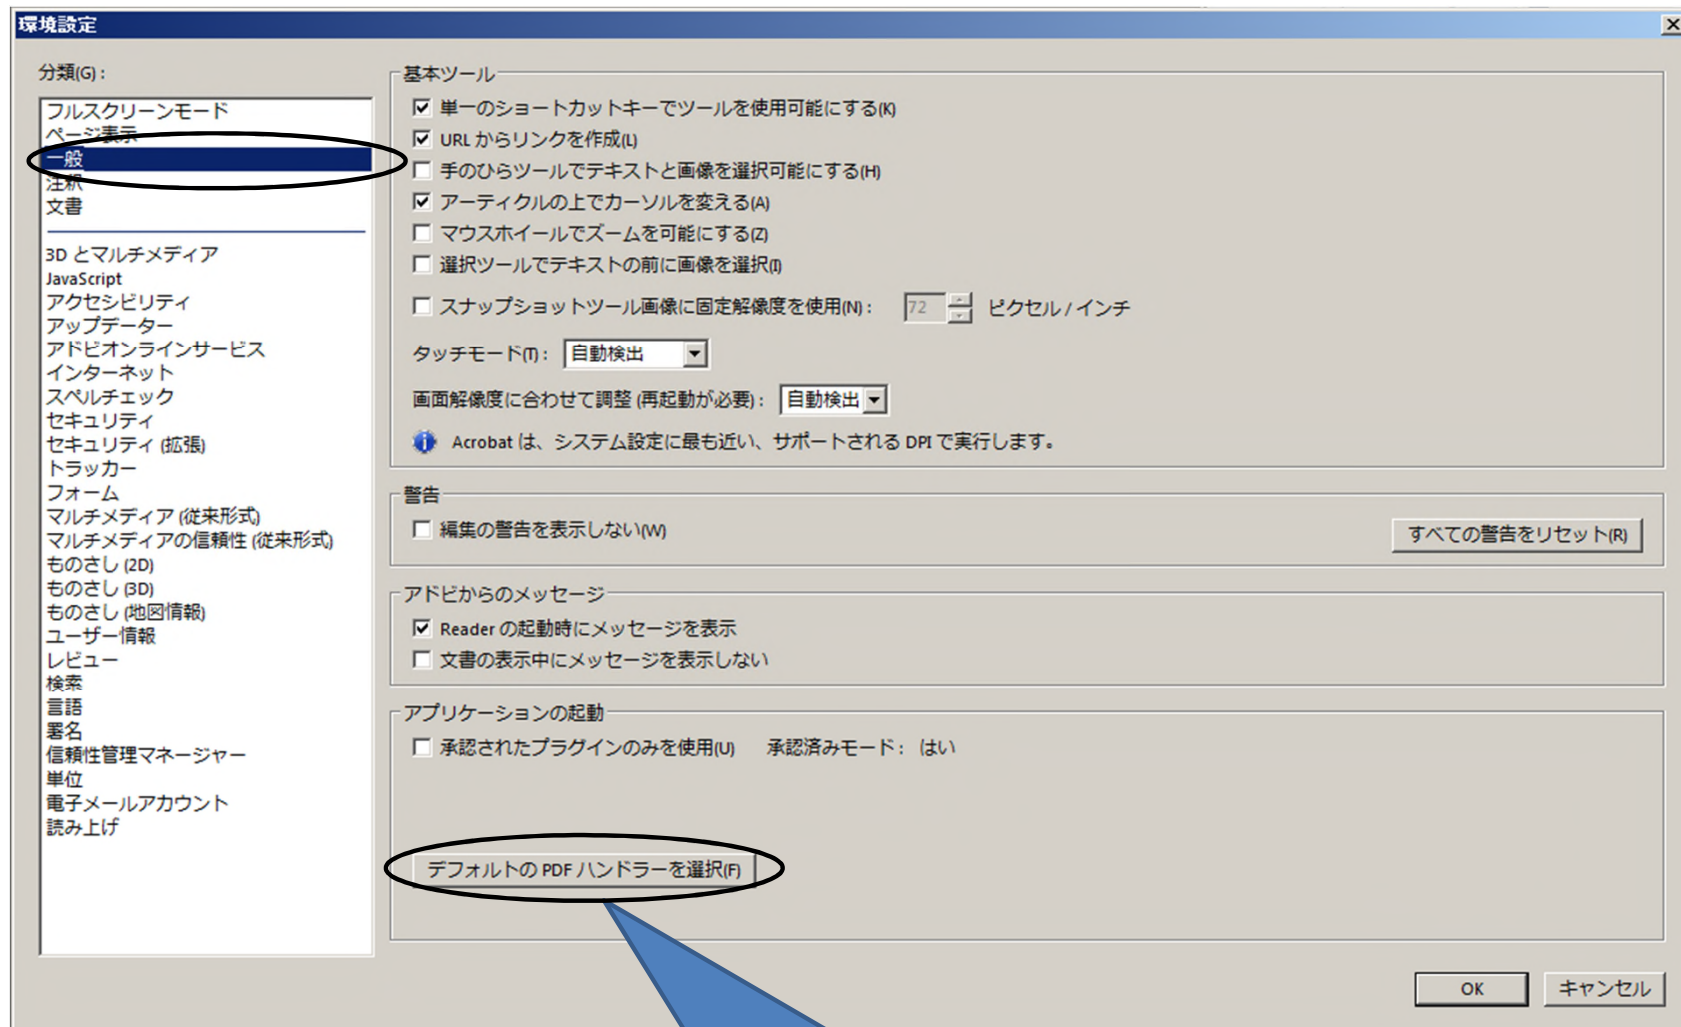 環境設定
分類(G):
フルスクリーンモード
ページ表示
一般
注釈
文書
3D とマルチメディア
JavaScript
アクセシビリティ
アップデーター
アドビオンラインサービス
インターネット
スペルチェック
セキュリティ
セキュリティ (拡張)
トラッカー
フォーム
マルチメディア (従来形式)
マルチメディアの信頼性 (従来形式)
ものさし (2D)
ものさし (3D)
ものさし (地図情報)
ユーザー情報
レビュー
検索
言語
署名
信頼性管理マネージャー
単位
電子メールアカウント
読み上げ
基本ツール
単一のショートカットキーでツールを使用可能にする(K)
URL からリンクを作成(L)
手のひらツールでテキストと画像を選択可能にする(H)
アーティクルの上でカーソルを変える(A)
マウスホイールでズームを可能にする(Z)
選択ツールでテキストの前に画像を選択(I)
スナップショットツール画像に固定解像度を使用(N): 72 ピクセル / インチ
タッチモード(T): 自動検出
画面解像度に合わせて調整 (再起動が必要): 自動検出
Acrobat は、システム設定に最も近い、サポートされる DPI で実行します。
警告
編集の警告を表示しない(W) すべての警告をリセット(R)
アドビからのメッセージ
Reader の起動時にメッセージを表示
文書の表示中にメッセージを表示しない
アプリケーションの起動
承認されたプラグインのみを使用(U) 承認済みモード: はい
デフォルトの PDF ハンドラーを選択(F)
OK キャンセル